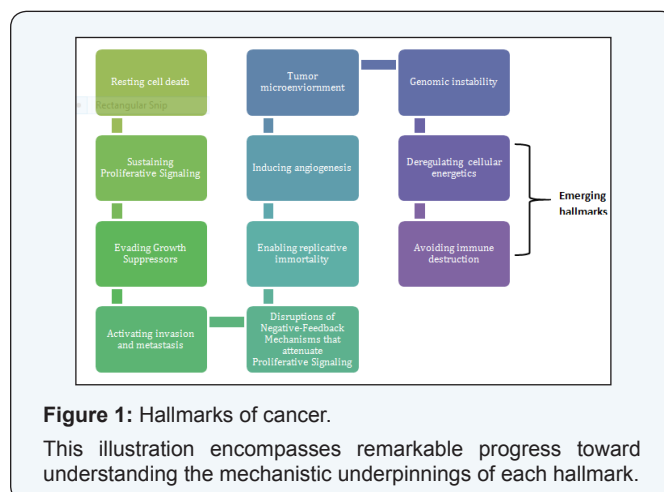 Resting cell death
Rectangular Snip
Sustaining
Proliferative Signaling
Evading Growth
Suppressors
Activating invasion
and metastasis
Disruptions of
Negative-Feedback
Mechanisms that
attenuate
Proliferative Signaling
Enabling replicative
immortality
Inducing angiogenesis
Tumor
microenviornment
Genomic instability
Deregulating cellular
energetics
Avoiding immune
destruction
Emerging
hallmarks
Figure 1: Hallmarks of cancer.
This illustration encompasses remarkable progress toward
understanding the mechanistic underpinnings of each hallmark.